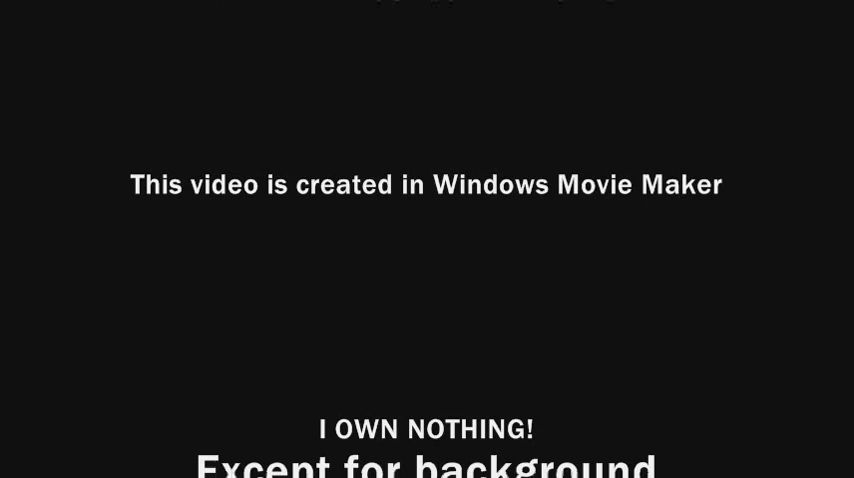 This video is created in Windows Movie Maker
I OWN NOTHING!
Except for background